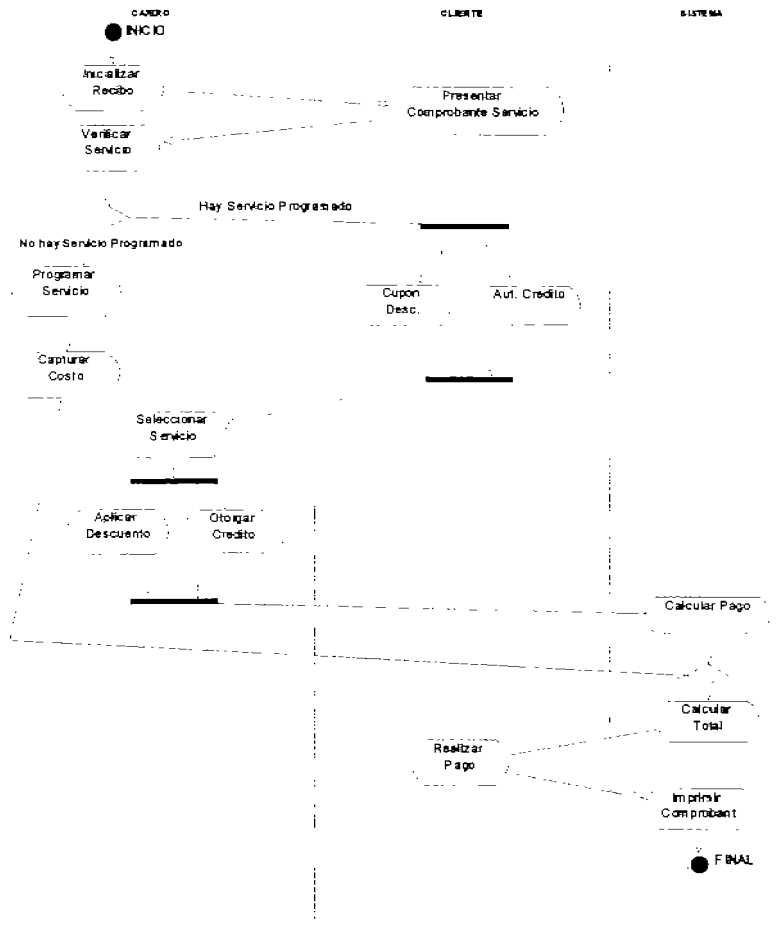 CAJERO
CLIENTE
SISTEMA
INICIO
Inicializar
Recibo
Presentar
Comprobante Servicio
Verificar
Servicio
Hay Servicio Programado
No hay Servicio Programado
Programar
Servicio
Cupon
Desc.
Aut. Credito
Capturar
Costo
Seleccionar
Servicio
Aplicar
Descuento
Otorgar
Credito
Calcular Pago
Calcular
Total
Realizar
Pago
Imprimir
Comprobant
FINAL